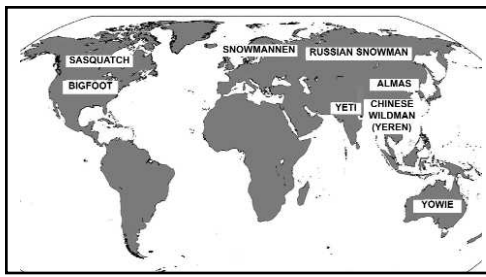 SNOWMANNEN
RUSSIAN SNOWMAN
SASQUATCH
BIGFOOT
ALMAS
YETI
CHINESE
WILDMAN
(YEREN)
YOWIE